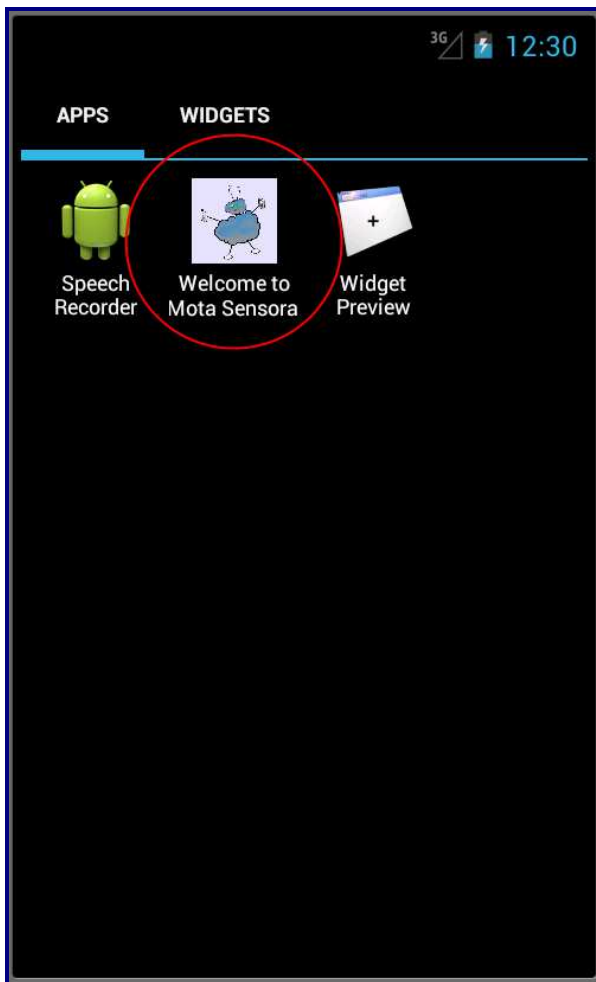 3G 12:30
APPS WIDGETS
Speech Welcome to Widget
Recorder Mota Sensora Preview